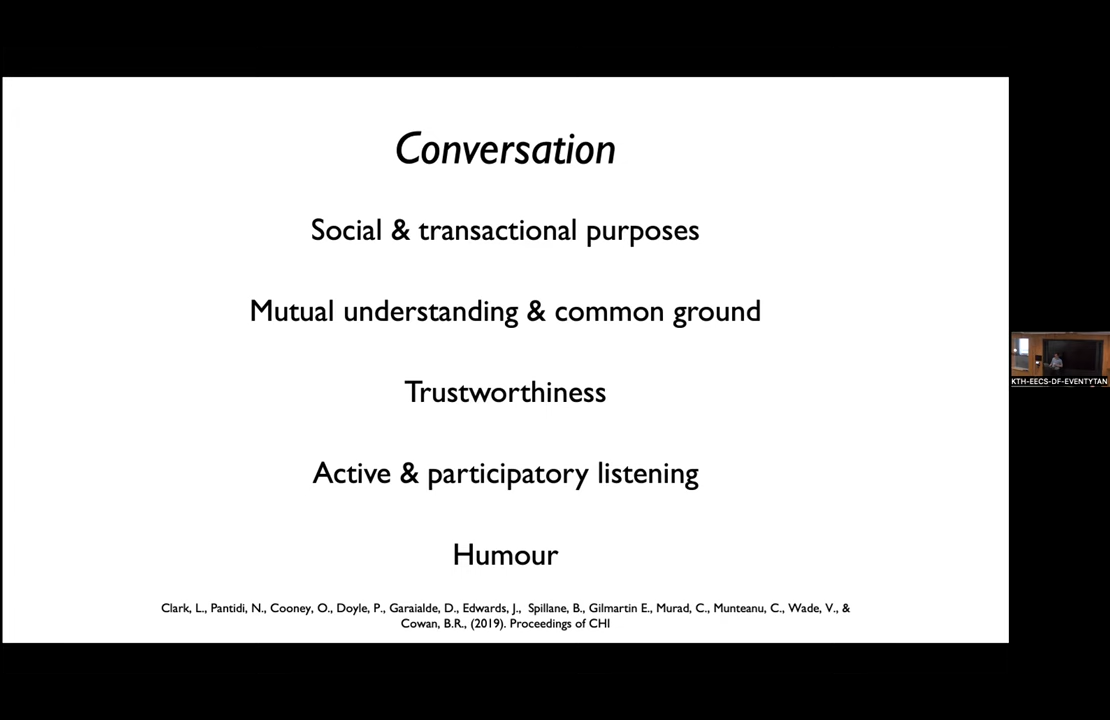 Conversation
Social & transactional purposes
Mutual understanding & common ground
Trustworthiness
Active & participatory listening
Humour
Clark, L., Pantidi, N., Cooney, O., Doyle, P., Garaialde, D., Edwards, J., Spillane, B., Gilmartin E., Murad, C., Munteanu, C., Wade, V., &
Cowan, B.R., (2019). Proceedings of CHI
KTH-EECS-DF-EVENTYTAN